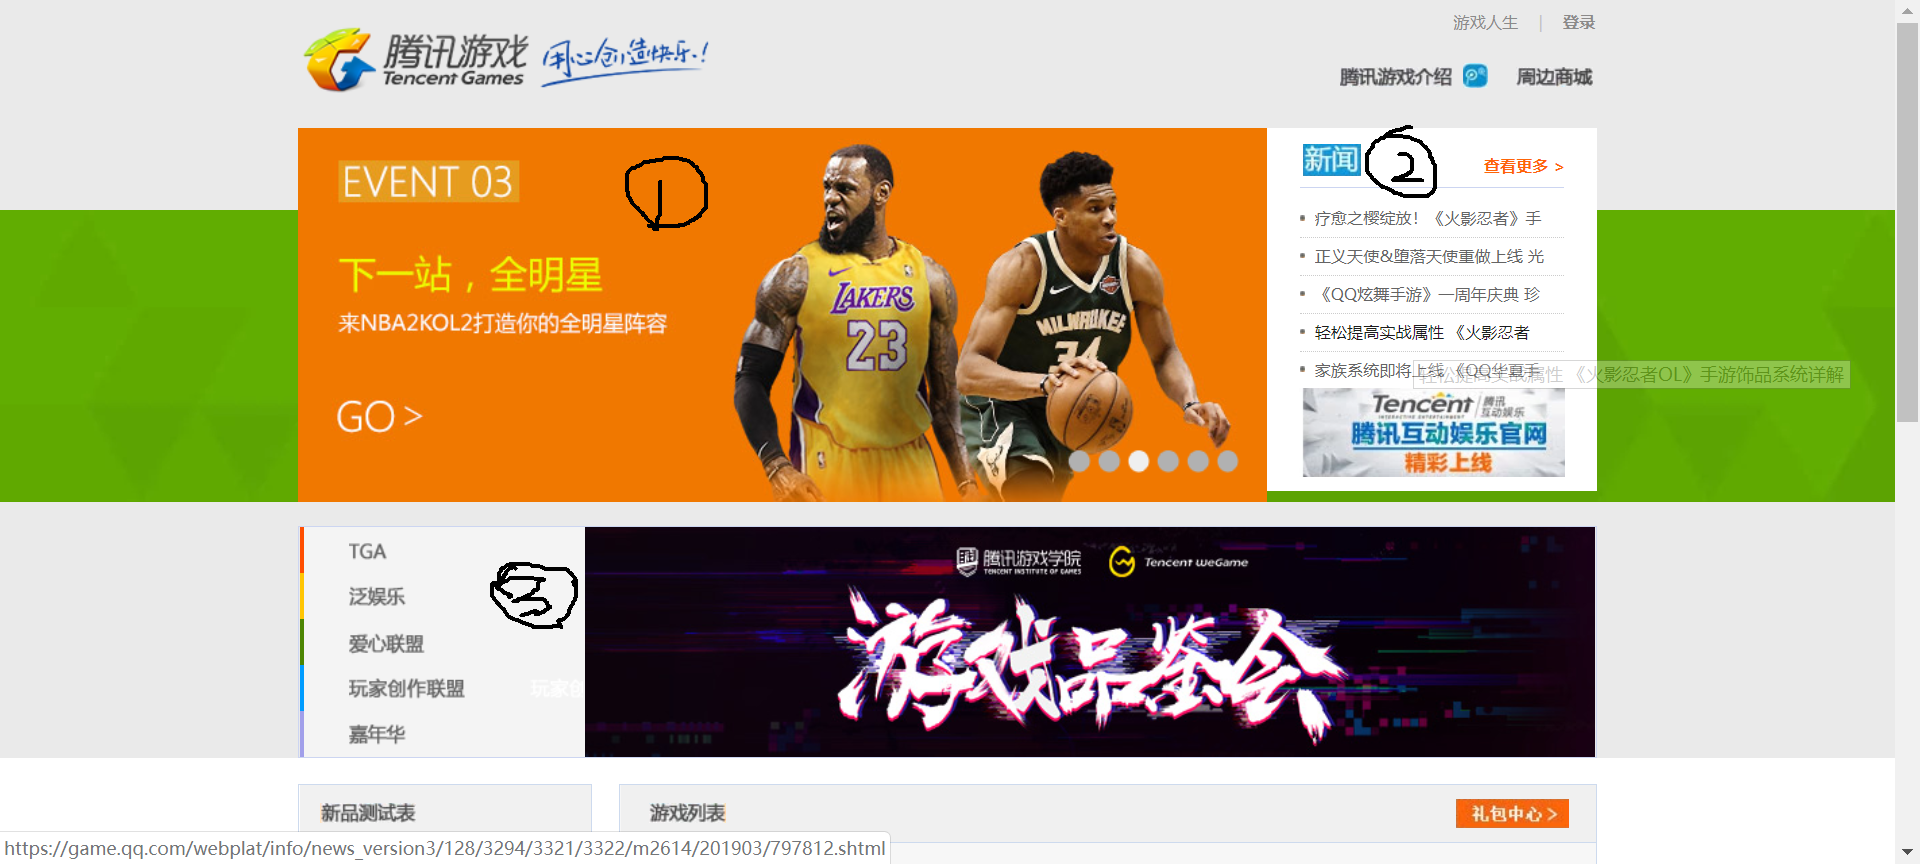 游戏人生 | 登录
腾讯游戏
Tencent Games
用心创造快乐!
腾讯游戏介绍
周边商城
EVENT 03
1
下一站，全明星
来NBA2KOL2打造你的全明星阵容
GO >
LAKERS
23
MILWAUKEE
34
新闻
2
查看更多 >
疗愈之樱绽放！《火影忍者》手
正义天使&堕落天使重做上线 光
《QQ炫舞手游》一周年庆典 珍
轻松提高实战属性 《火影忍者
家族系统即将上线 《QQ华夏手
轻松提高实战属性 《火影忍者OL》手游饰品系统详解
Tencent 腾讯互动娱乐
INTERACTIVE ENTERTAINMENT
腾讯互动娱乐官网
精彩上线
TGA
泛娱乐
爱心联盟
玩家创作联盟
玩家创
嘉年华
3
腾讯游戏学院
TENCENT INSTITUTE OF GAMES
Tencent WeGame
游戏品鉴会
新品测试表
游戏列表
礼包中心 >
https://game.qq.com/webplat/info/news_version3/128/3294/3321/3322/m2614/201903/797812.shtml